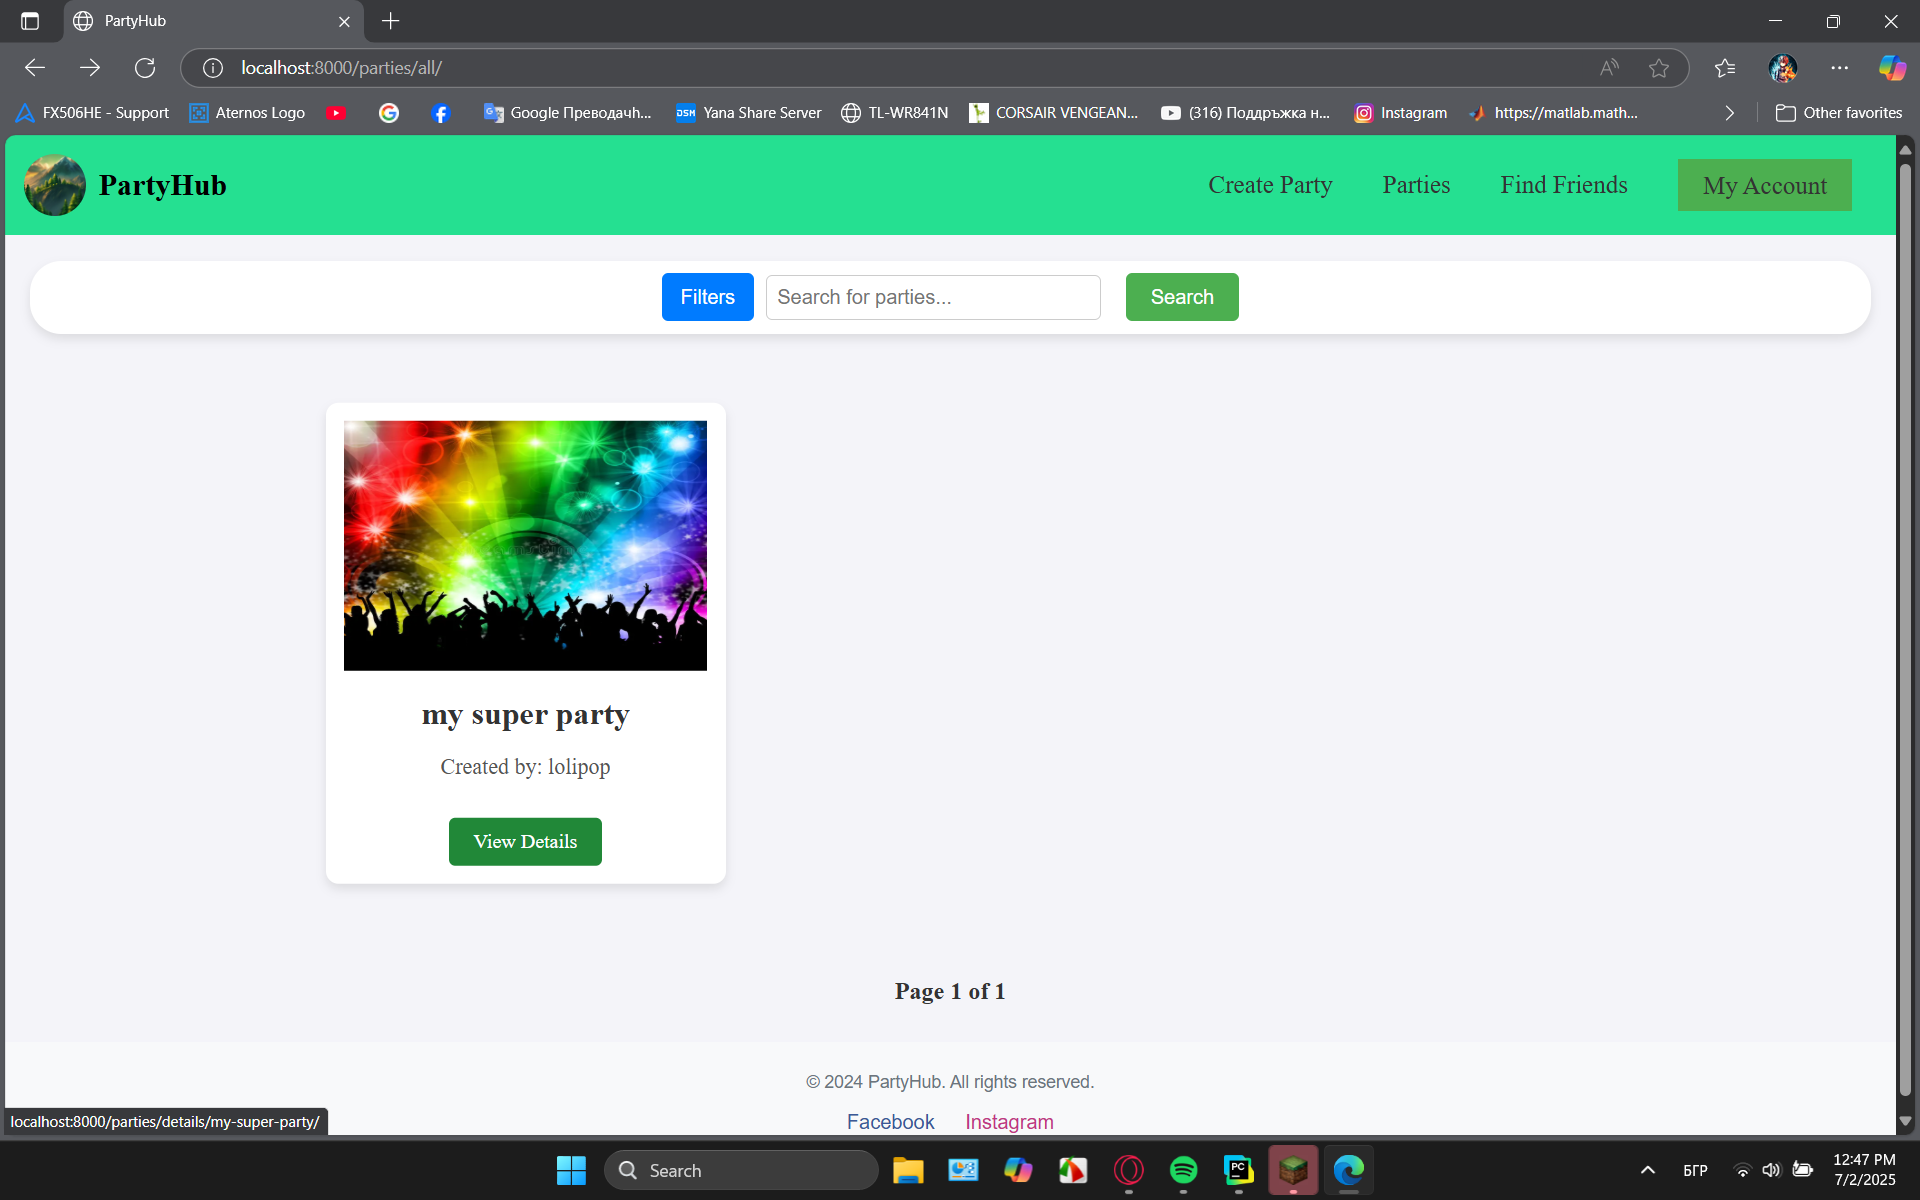 PartyHub
localhost:8000/parties/all/
FX506HE - Support
Aternos Logo
Google Преводачh...
Yana Share Server
TL-WR841N
CORSAIR VENGEAN...
(316) Поддръжка н...
Instagram
https://matlab.math...
Other favorites
PartyHub
Create Party
Parties
Find Friends
My Account
Filters
Search for parties...
Search
my super party
Created by: lolipop
View Details
Page 1 of 1
© 2024 PartyHub. All rights reserved.
Facebook
Instagram
localhost:8000/parties/details/my-super-party/
Search
PC
БГР
12:47 PM
7/2/2025